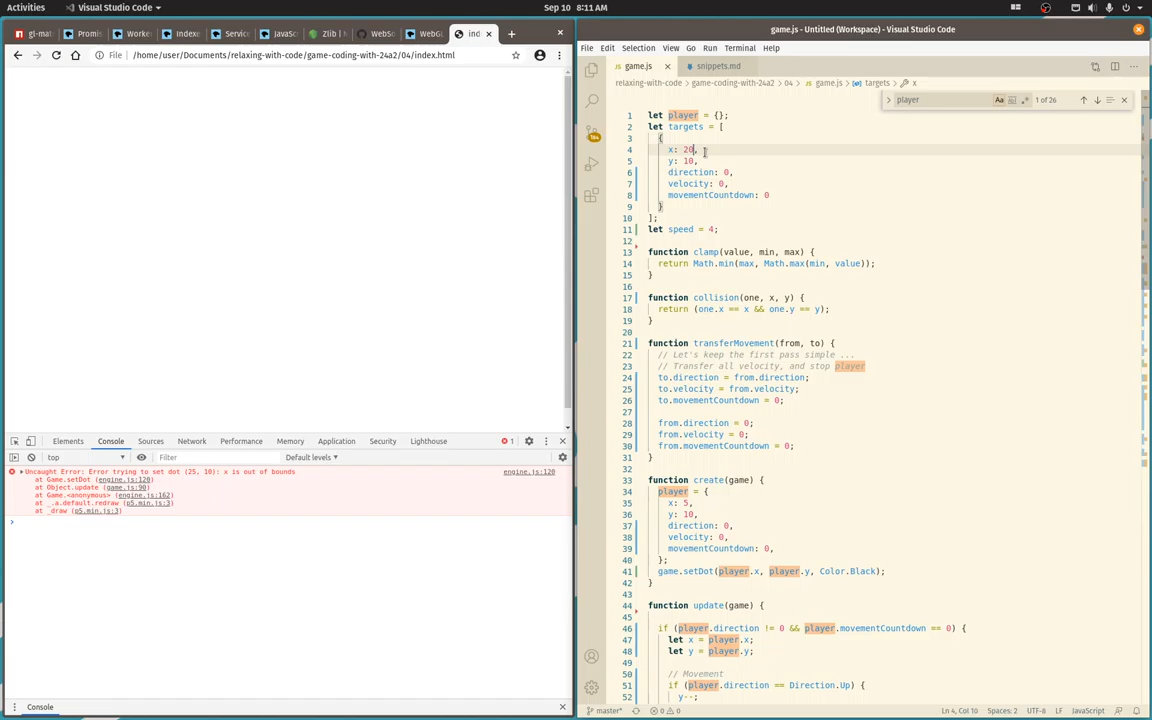 Activities Visual Studio Code Sep 10 8:11 AM
gl-mat Promis Worke Indexe Service JavaSc Zlib | M WebSo WebGL ind
game.js - Untitled (Workspace) - Visual Studio Code
File /home/user/Documents/relaxing-with-code/game-coding-with-24a2/04/index.html
File Edit Selection View Go Run Terminal Help
game.js snippets.md
relaxing-with-code > game-coding-with-24a2 > 04 > game.js > targets > x
player Aa 1 of 26
1 let player = {};
2 let targets = [
3 {
4 x: 20,
5 y: 10,
6 direction: 0,
7 velocity: 0,
8 movementCountdown: 0
9 }
10 ];
11 let speed = 4;
12
13 function clamp(value, min, max) {
14 return Math.min(max, Math.max(min, value));
15 }
16
17 function collision(one, x, y) {
18 return (one.x == x && one.y == y);
19 }
20
21 function transferMovement(from, to) {
22 // Let's keep the first pass simple ...
23 // Transfer all velocity, and stop player
24 to.direction = from.direction;
25 to.velocity = from.velocity;
26 to.movementCountdown = 0;
27
28 from.direction = 0;
29 from.velocity = 0;
30 from.movementCountdown = 0;
31 }
32
33 function create(game) {
34 player = {
35 x: 5,
36 y: 10,
37 direction: 0,
38 velocity: 0,
39 movementCountdown: 0,
40 };
41 game.setDot(player.x, player.y, Color.Black);
42 }
43
44 function update(game) {
45
46 if (player.direction != 0 && player.movementCountdown == 0) {
47 let x = player.x;
48 let y = player.y;
49
50 // Movement
51 if (player.direction == Direction.Up) {
52 y--;
Elements Console Sources Network Performance Memory Application Security Lighthouse 1
top Filter Default levels
Uncaught Error: Error trying to set dot (25, 10): x is out of bounds engine.js:120
at Game.setDot (engine.js:120)
at Object.update (game.js:90)
at Game.<anonymous> (engine.js:162)
at _.a.default.redraw (p5.min.js:3)
at _draw (p5.min.js:3)
Console
master* 0 0 Ln 4, Col 10 Spaces: 2 UTF-8 LF JavaScript